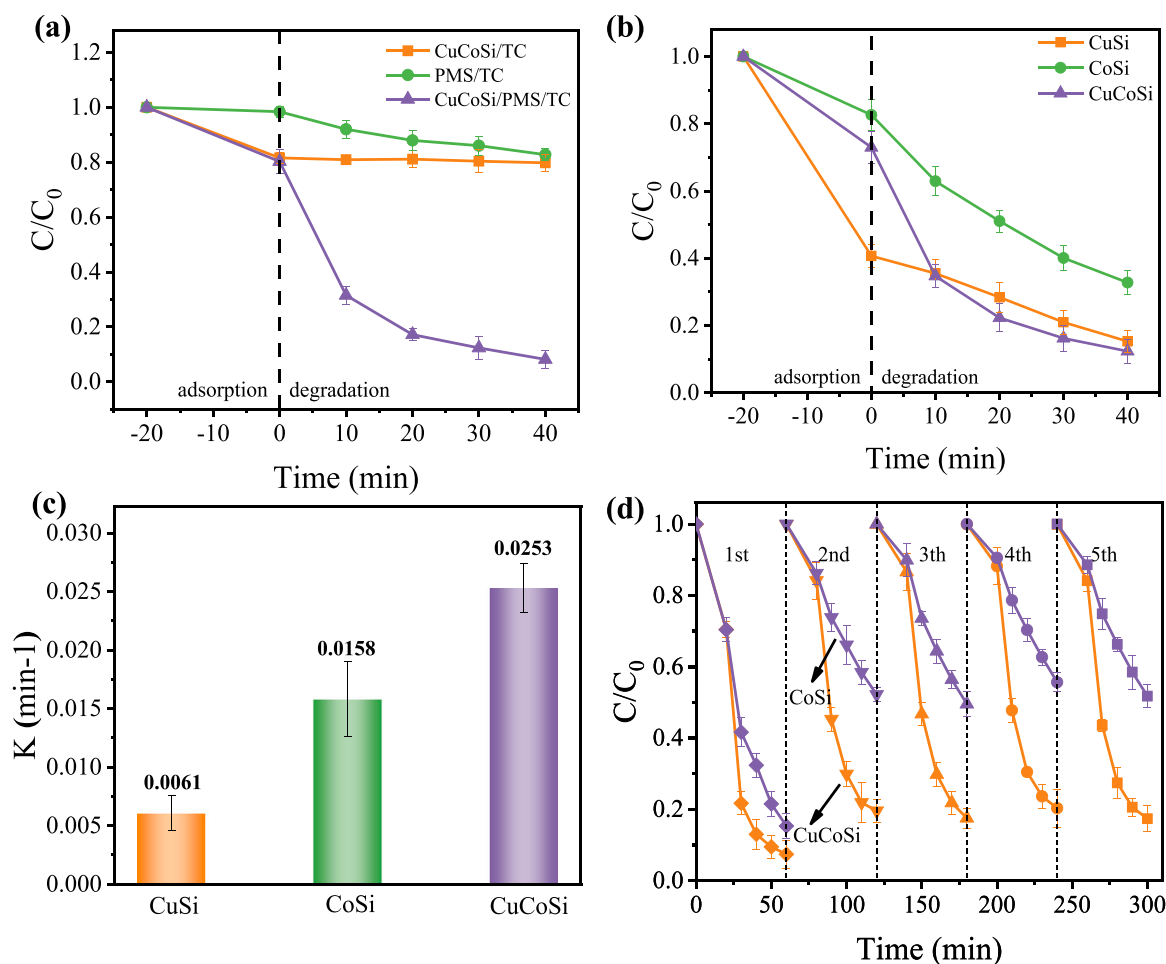 (a)
CuCoSi/TC
PMS/TC
CuCoSi/PMS/TC
1.2
1.0
0.8
0.6
0.4
0.2
0.0
C/C0
adsorption
degradation
-20 -10 0 10 20 30 40
Time (min)
(b)
CuSi
CoSi
CuCoSi
1.0
0.8
0.6
0.4
0.2
0.0
C/C0
adsorption
degradation
-20 -10 0 10 20 30 40
Time (min)
(c)
0.030
0.025
0.020
0.015
0.010
0.005
0.000
K (min-1)
0.0061
0.0158
0.0253
CuSi CoSi CuCoSi
(d)
1.0
0.8
0.6
0.4
0.2
0.0
C/C0
1st 2nd 3th 4th 5th
CoSi
CuCoSi
0 50 100 150 200 250 300
Time (min)